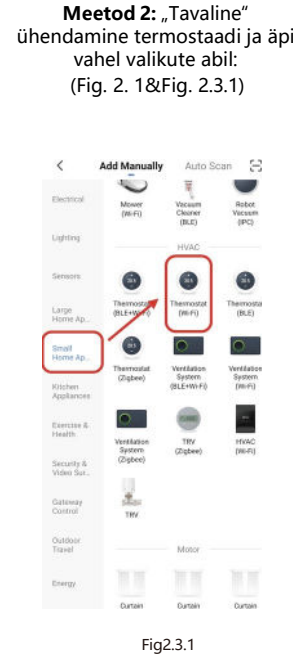 Meetod 2: „Tavaline"
ühendamine termostaadi ja äpi
vahel valikute abil:
(Fig. 2. 1&Fig. 2.3.1)
< Add Manually Auto Scan
Electrical
Lighting
Sensors
Large
Home Ap...
Small
Home Ap...
Kitchen
Appliances
Exercise &
Health
Security &
Video Sur...
Gateway
Control
Outdoor
Travel
Energy
Mower
(Wi-Fi)
Vacuum
Cleaner
(BLE)
Robot
Vacuum
(IPC)
HVAC
Thermostat
(BLE+Wi-Fi)
Thermostat
(Wi-Fi)
Thermosta
(BLE)
Thermostat
(Zigbee)
Ventilation
System
(BLE+Wi-Fi)
Ventilation
System
(Wi-Fi)
Ventilation
System
(Zigbee)
TRV
(Zigbee)
HVAC
(Wi-Fi)
TRV
Motor
Curtain
Curtain
Curtain
Fig2.3.1